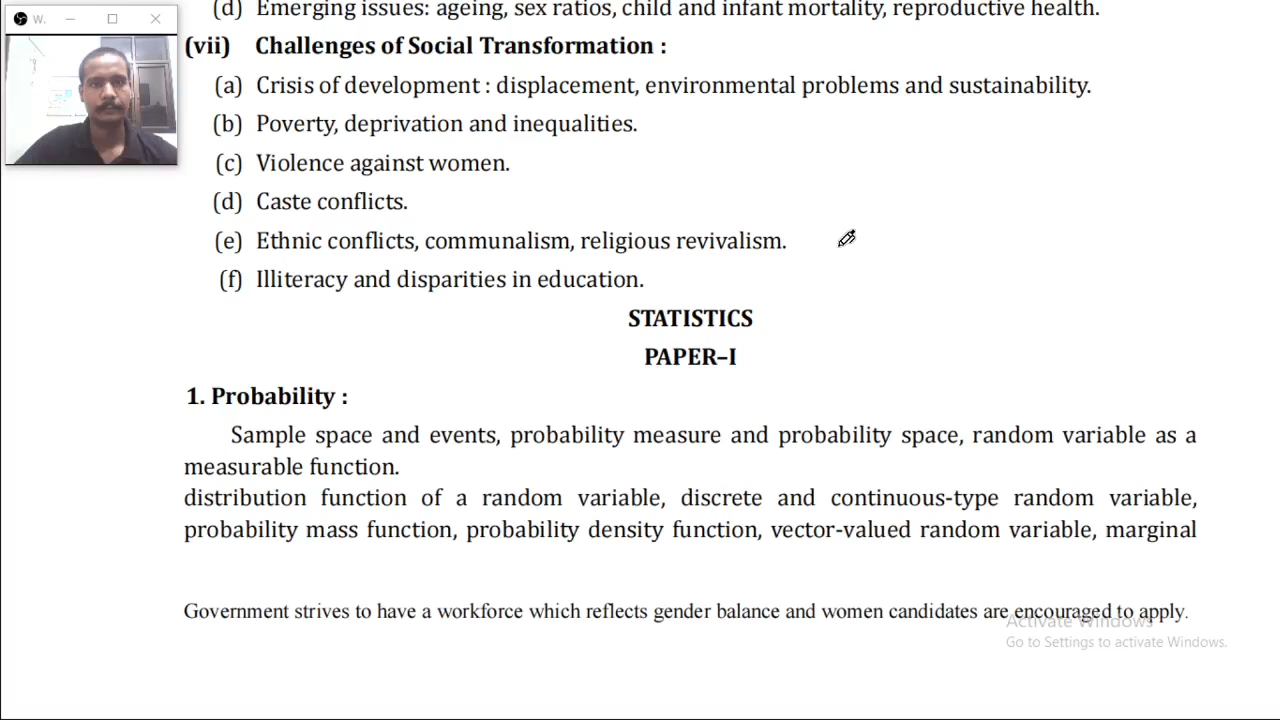 (d) Emerging issues: ageing, sex ratios, child and infant mortality, reproductive health.
W.
(vii) Challenges of Social Transformation :
(a) Crisis of development : displacement, environmental problems and sustainability.
(b) Poverty, deprivation and inequalities.
(c) Violence against women.
(d) Caste conflicts.
(e) Ethnic conflicts, communalism, religious revivalism.
(f) Illiteracy and disparities in education.
STATISTICS
PAPER–I
1. Probability :
Sample space and events, probability measure and probability space, random variable as a
measurable function.
distribution function of a random variable, discrete and continuous-type random variable,
probability mass function, probability density function, vector-valued random variable, marginal
Government strives to have a workforce which reflects gender balance and women candidates are encouraged to apply.
Activate Windows
Go to Settings to activate Windows.